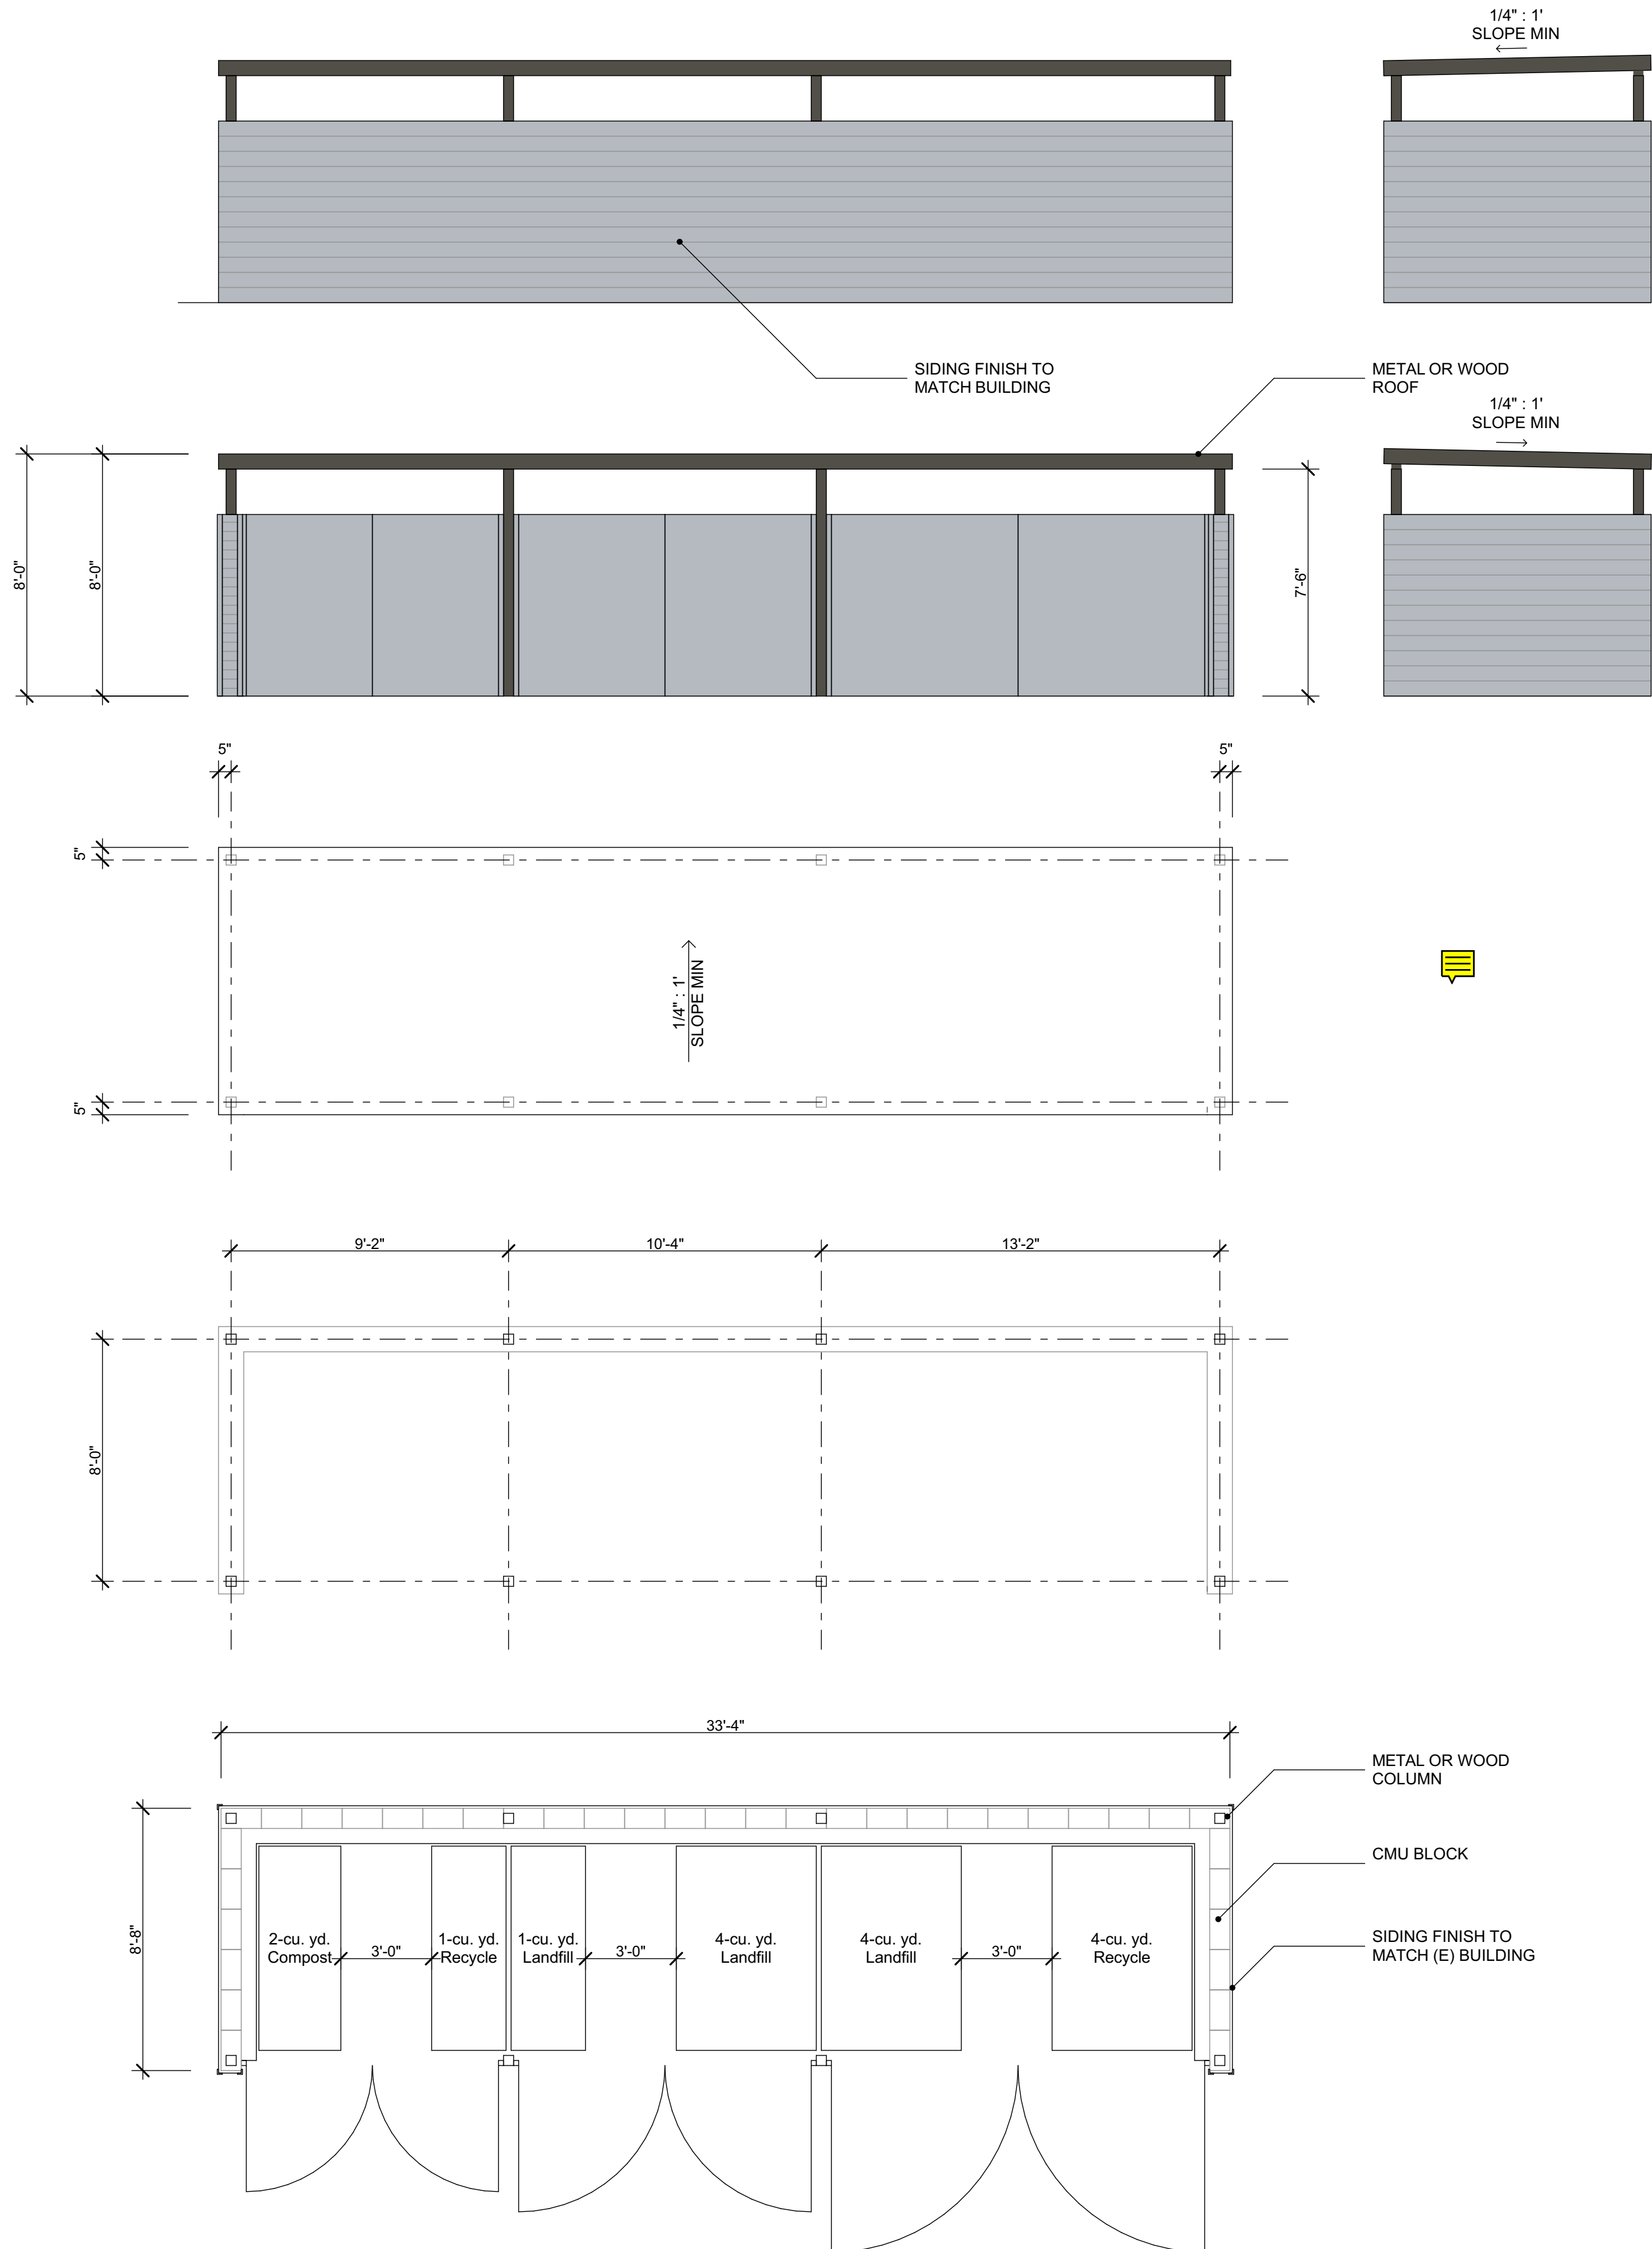 1/4" : 1'
SLOPE MIN
SIDING FINISH TO
MATCH BUILDING
METAL OR WOOD
ROOF
1/4" : 1'
SLOPE MIN
8'-0"
8'-0"
7'-6"
5"
5"
5"
1/4" : 1'
SLOPE MIN
5"
9'-2"
10'-4"
13'-2"
8'-0"
33'-4"
METAL OR WOOD
COLUMN
CMU BLOCK
SIDING FINISH TO
MATCH (E) BUILDING
8'-8"
2-cu. yd.
Compost
3'-0"
1-cu. yd.
Recycle
1-cu. yd.
Landfill
3'-0"
4-cu. yd.
Landfill
4-cu. yd.
Landfill
3'-0"
4-cu. yd.
Recycle